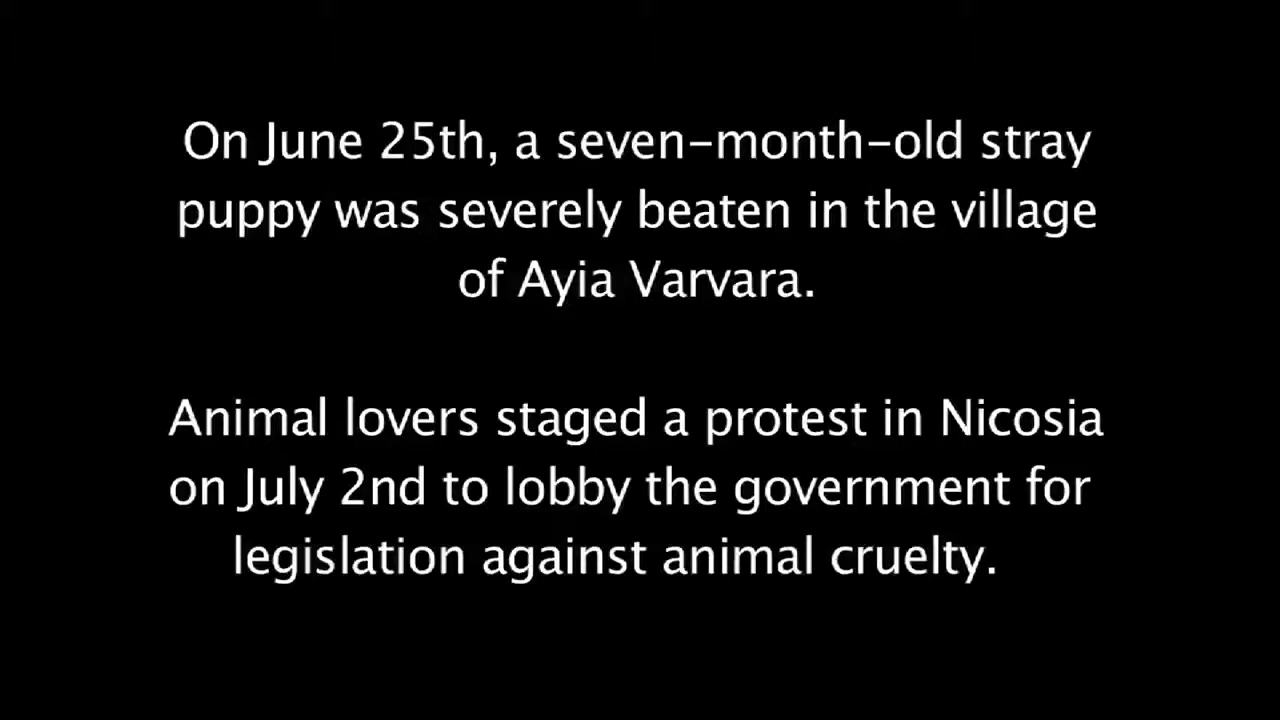 On June 25th, a seven-month-old stray
puppy was severely beaten in the village
of Ayia Varvara.
Animal lovers staged a protest in Nicosia
on July 2nd to lobby the government for
legislation against animal cruelty.